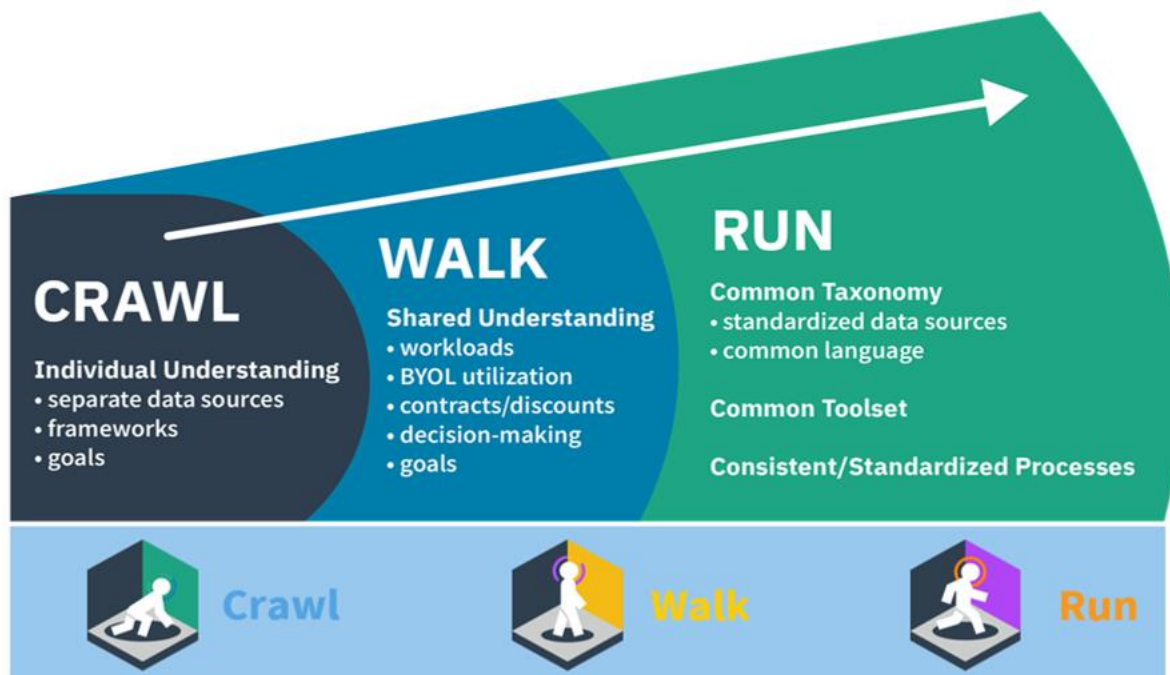 CRAWL
Individual Understanding
• separate data sources
• frameworks
• goals
WALK
Shared Understanding
• workloads
• BYOL utilization
• contracts/discounts
• decision-making
• goals
RUN
Common Taxonomy
• standardized data sources
• common language
Common Toolset
Consistent/Standardized Processes
Crawl
Walk
Run